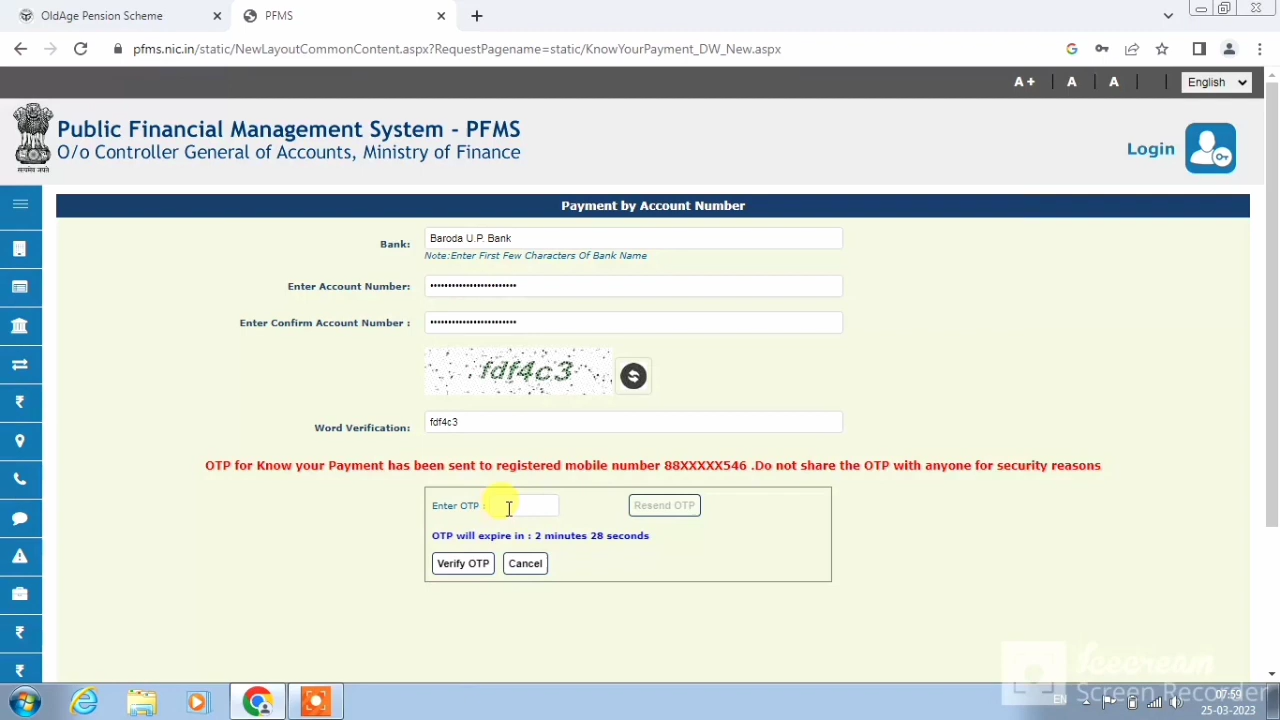 OldAge Pension Scheme
PFMS
pfms.nic.in/static/NewLayoutCommonContent.aspx?RequestPagename=static/KnowYourPayment_DW_New.aspx
A+ | A | A | |
English
Public Financial Management System - PFMS
O/o Controller General of Accounts, Ministry of Finance
Login
सत्यमेव जयते
Payment by Account Number
Bank: Baroda U.P. Bank
Note:Enter First Few Characters Of Bank Name
Enter Account Number: ••••••••••••••••••••••••
Enter Confirm Account Number : ••••••••••••••••••••••••
fdf4c3
Word Verification: fdf4c3
OTP for Know your Payment has been sent to registered mobile number 88XXXXX546 .Do not share the OTP with anyone for security reasons
Enter OTP : Resend OTP
OTP will expire in : 2 minutes 28 seconds
Verify OTP Cancel
Icecream
Screen Recorder
EN 07:59
25-03-2023